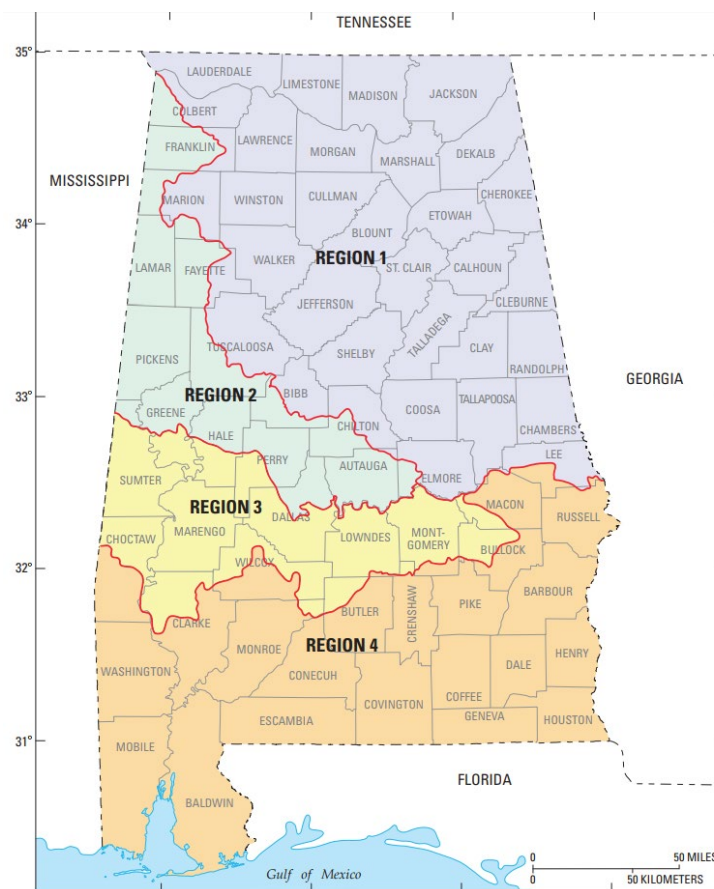 TENNESSEE
35°
LAUDERDALE
LIMESTONE
MADISON
JACKSON
COLBERT
FRANKLIN
LAWRENCE
MORGAN
MARSHALL
DEKALB
MISSISSIPPI
MARION
WINSTON
CULLMAN
CHEROKEE
ETOWAH
34°
BLOUNT
WALKER
REGION 1
LAMAR
FAYETTE
ST. CLAIR
CALHOUN
CLEBURNE
JEFFERSON
TALLADEGA
TUSCALOOSA
PICKENS
SHELBY
CLAY
RANDOLPH
GEORGIA
33°
REGION 2
BIBB
GREENE
COOSA
TALLAPOOSA
HALE
CHILTON
CHAMBERS
PERRY
AUTAUGA
LEE
ELMORE
SUMTER
REGION 3
DALLAS
MACON
RUSSELL
CHOCTAW
MARENGO
LOWNDES
MONT-
GOMERY
BULLOCK
32°
WILCOX
BARBOUR
CLARKE
BUTLER
CRENSHAW
PIKE
MONROE
REGION 4
WASHINGTON
CONECUH
DALE
HENRY
COVINGTON
COFFEE
ESCAMBIA
GENEVA
HOUSTON
31°
MOBILE
FLORIDA
BALDWIN
0 50 MILES
Gulf of Mexico
0 50 KILOMETERS